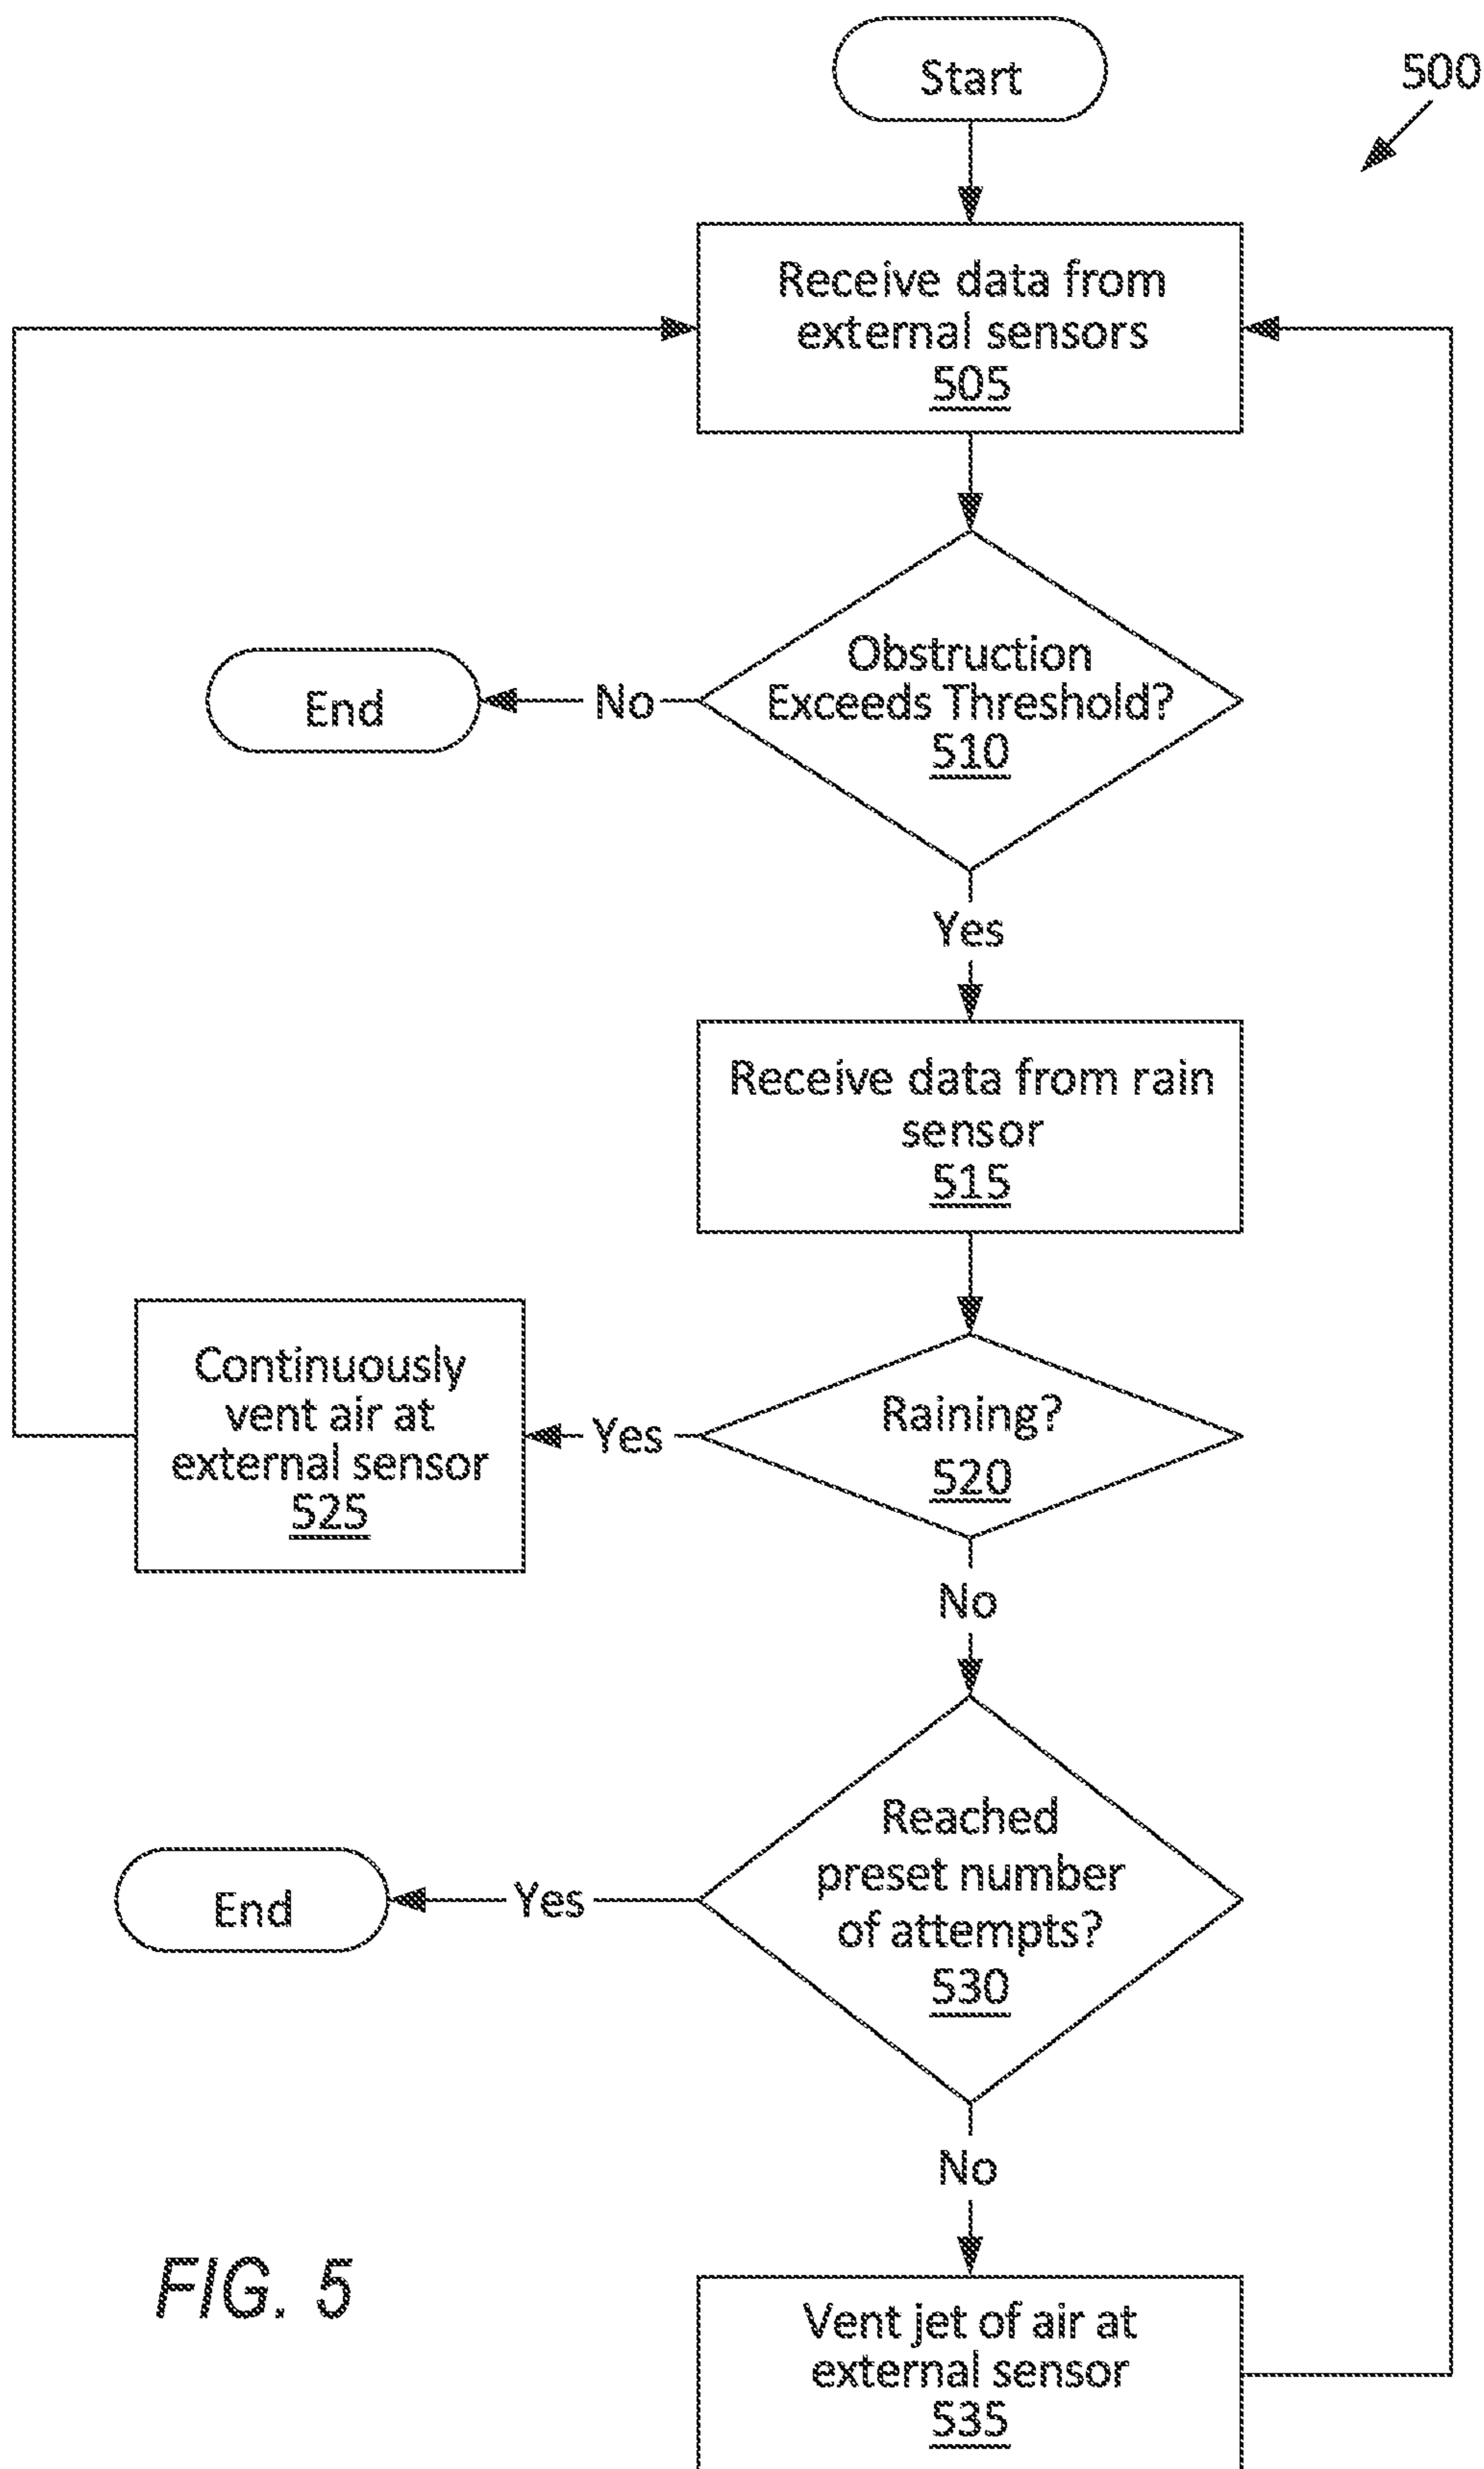 Start
500
Receive data from
external sensors
505
Obstruction
Exceeds Threshold?
510
No
End
Yes
Receive data from rain
sensor
515
Raining?
520
Yes
Continuously
vent air at
external sensor
525
No
Reached
preset number
of attempts?
530
Yes
End
No
Vent jet of air at
external sensor
535
FIG. 5